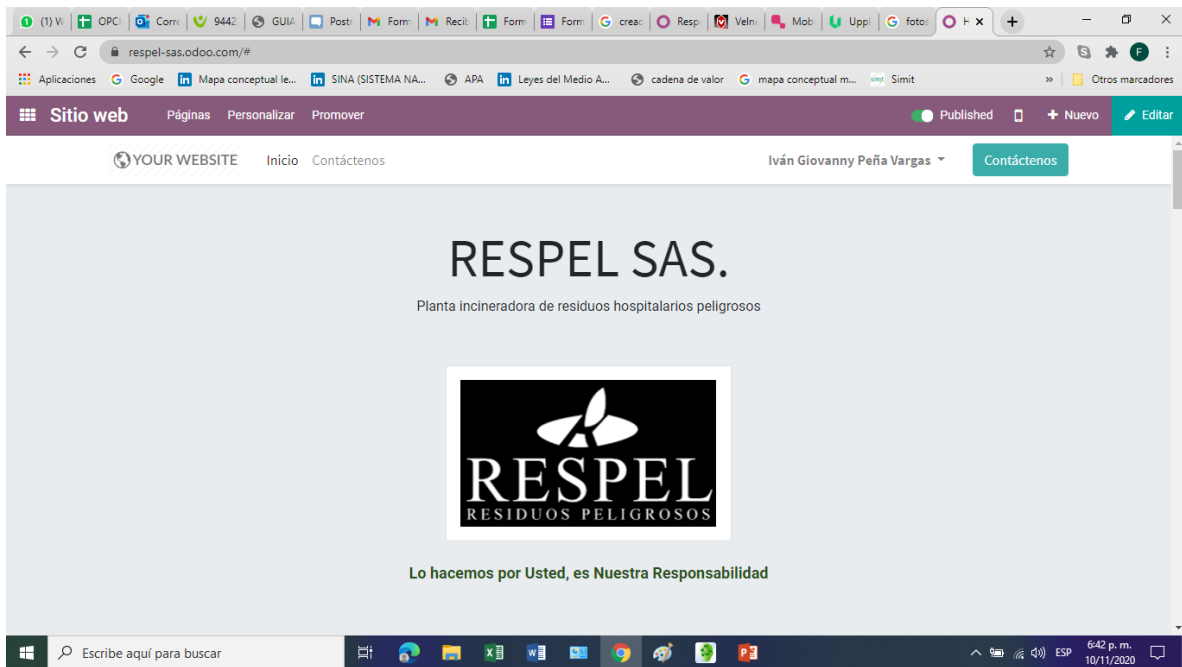 (1) W OPCI Corre 9442 GUIA Post Form Recib Form Form creac Resp Velne Mob Uppl fotos H
respel-sas.odoo.com/#
Aplicaciones Google Mapa conceptual le... SINA (SISTEMA NA... APA Leyes del Medio A... cadena de valor mapa conceptual m... Simit » Otros marcadores
Sitio web Páginas Personalizar Promover Published + Nuevo Editar
YOUR WEBSITE Inicio Contáctenos Iván Giovanny Peña Vargas Contáctenos
RESPEL SAS.
Planta incineradora de residuos hospitalarios peligrosos
RESPEL
RESIDUOS PELIGROSOS
Lo hacemos por Usted, es Nuestra Responsabilidad
Escribe aquí para buscar ESP 6:42 p. m.
10/11/2020